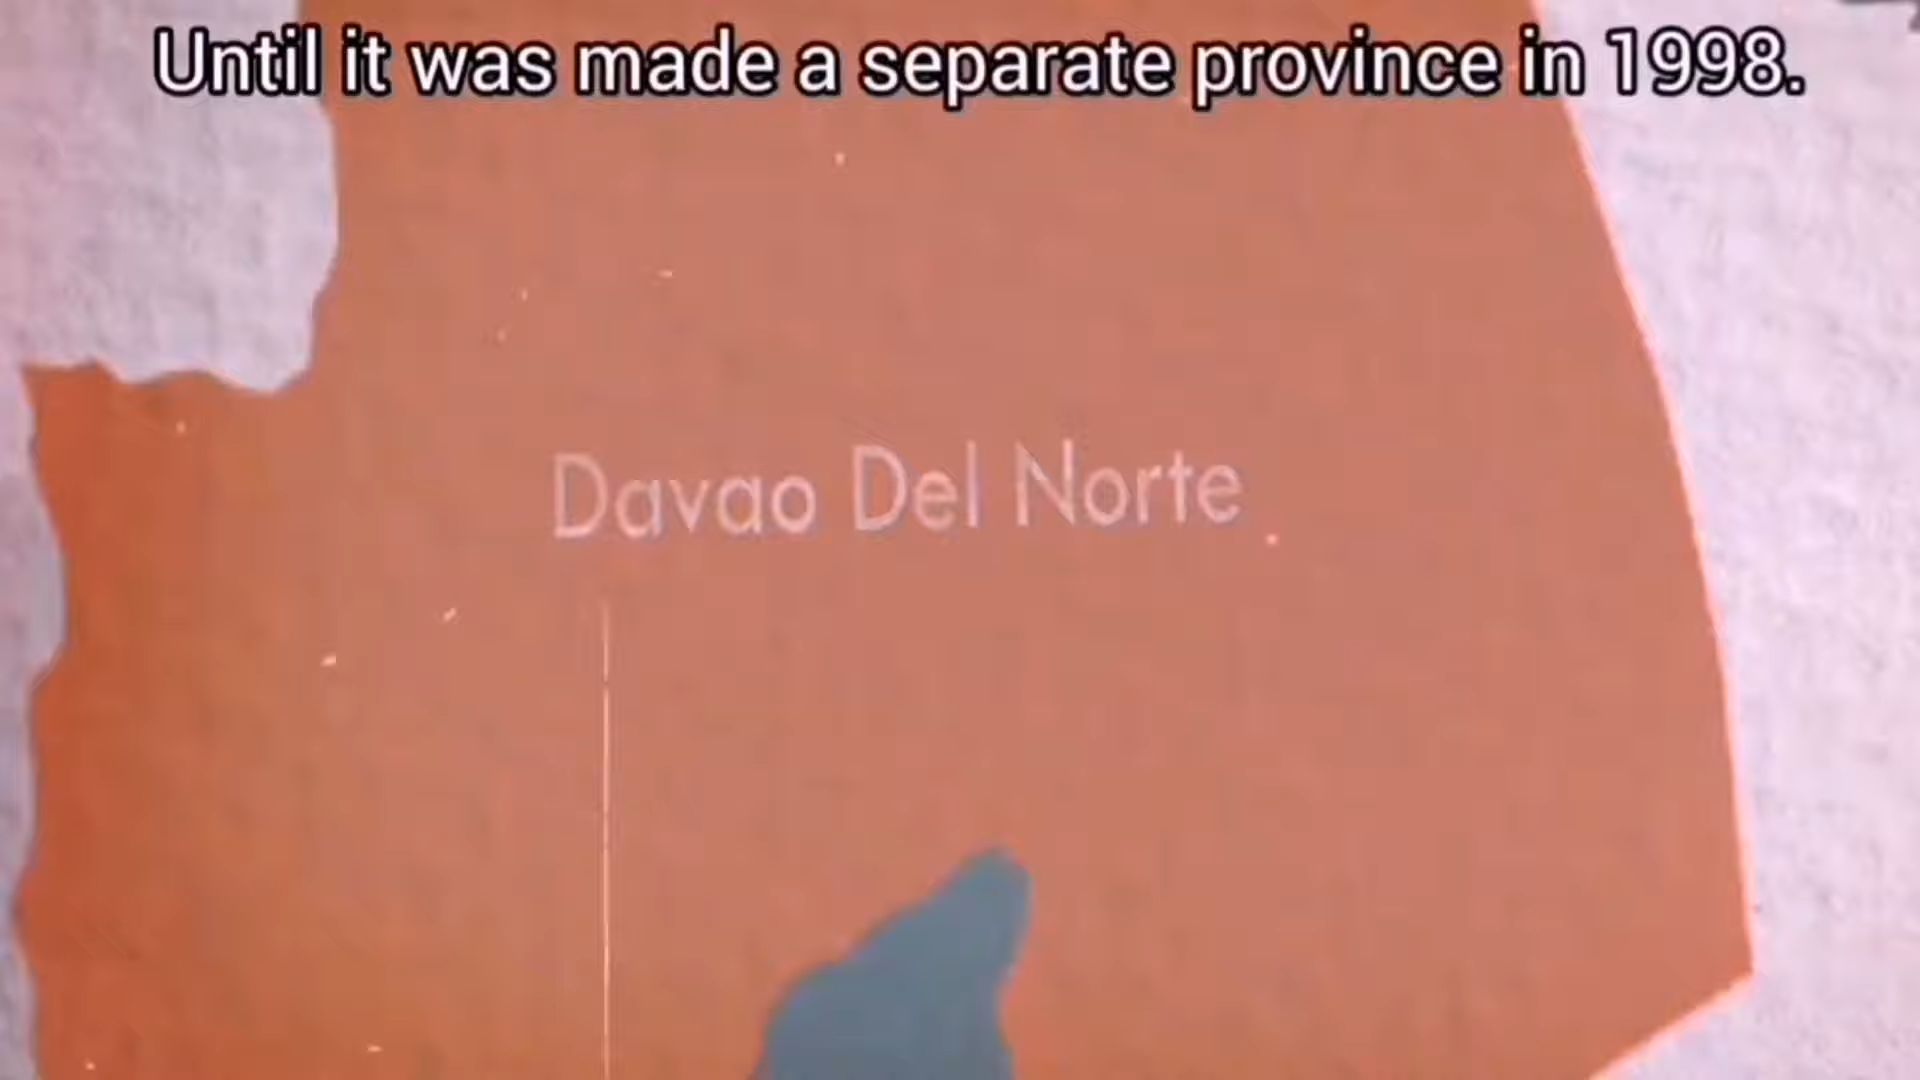 Until it was made a separate province in 1998.
Davao Del Norte